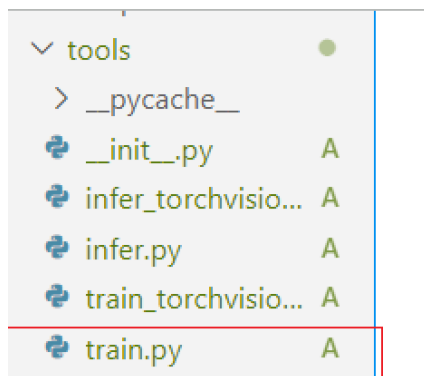 tools
__pycache__
__init__.py A
infer_torchvisio... A
infer.py A
train_torchvisio... A
train.py A